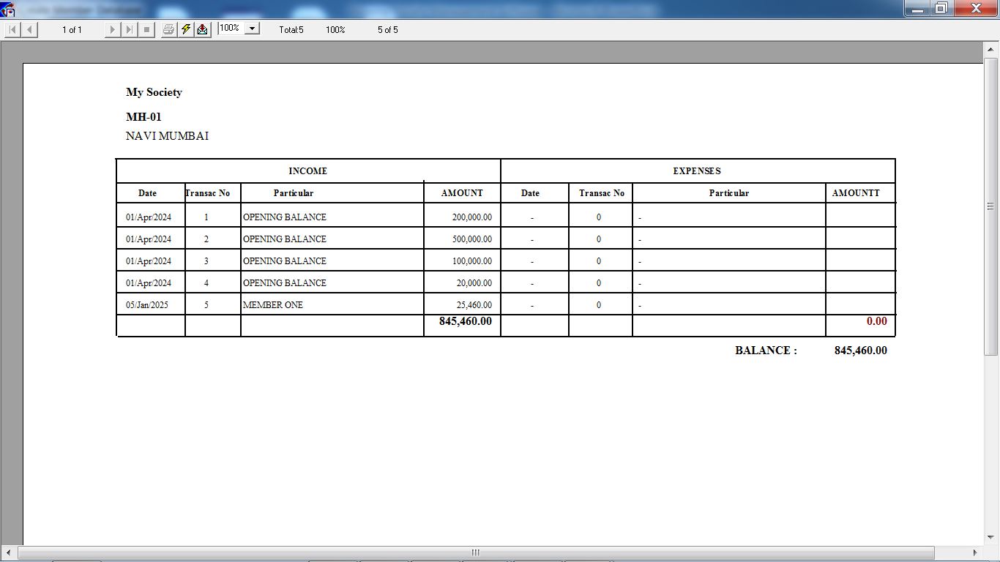 1 of 1 100% Total:5 100% 5 of 5
My Society
MH-01
NAVI MUMBAI
INCOME EXPENSES
Date Transac No Particular AMOUNT Date Transac No Particular AMOUNTT
01/Apr/2024 1 OPENING BALANCE 200,000.00 - 0 -
01/Apr/2024 2 OPENING BALANCE 500,000.00 - 0 -
01/Apr/2024 3 OPENING BALANCE 100,000.00 - 0 -
01/Apr/2024 4 OPENING BALANCE 20,000.00 - 0 -
05/Jan/2025 5 MEMBER ONE 25,460.00 - 0 -
845,460.00 0.00
BALANCE : 845,460.00